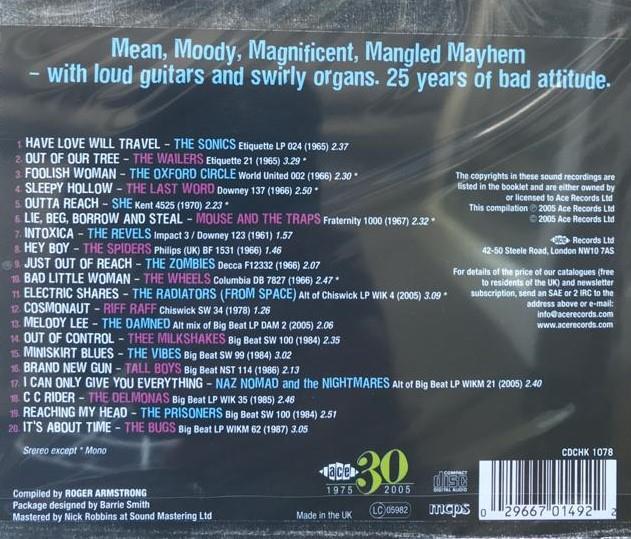 Mean, Moody, Magnificent, Mangled Mayhem
– with loud guitars and swirly organs. 25 years of bad attitude.
1. HAVE LOVE WILL TRAVEL – THE SONICS Etiquette LP 024 (1965) 2.37
2. OUT OF OUR TREE – THE WAILERS Etiquette 21 (1965) 3.29 *
3. FOOLISH WOMAN – THE OXFORD CIRCLE World United 002 (1966) 2.30 *
4. SLEEPY HOLLOW – THE LAST WORD Downey 137 (1966) 2.50 *
5. OUTTA REACH – SHE Kent 4525 (1970) 2.23 *
6. LIE, BEG, BORROW AND STEAL – MOUSE AND THE TRAPS Fraternity 1000 (1967) 2.32 *
7. INTOXICA – THE REVELS Impact 3 / Downey 123 (1961) 1.57
8. HEY BOY – THE SPIDERS Philips (UK) BF 1531 (1966) 1.46
9. JUST OUT OF REACH – THE ZOMBIES Decca F12332 (1966) 2.07
10. BAD LITTLE WOMAN – THE WHEELS Columbia DB 7827 (1966) 2.47 *
11. ELECTRIC SHARES – THE RADIATORS (FROM SPACE) Alt of Chiswick LP WIK 4 (2005) 3.09 *
12. COSMONAUT – RIFF RAFF Chiswick SW 34 (1978) 1.26
13. MELODY LEE – THE DAMNED Alt mix of Big Beat LP DAM 2 (2005) 2.06
14. OUT OF CONTROL – THEE MILKSHAKES Big Beat SW 100 (1984) 2.35
15. MINISKIRT BLUES – THE VIBES Big Beat SW 99 (1984) 3.02
16. BRAND NEW GUN – TALL BOYS Big Beat NST 114 (1986) 2.13
17. I CAN ONLY GIVE YOU EVERYTHING – NAZ NOMAD and the NIGHTMARES Alt of Big Beat LP WIKM 21 (2005) 2.40
18. C C RIDER – THE DELMONAS Big Beat LP WIK 35 (1985) 2.46
19. REACHING MY HEAD – THE PRISONERS Big Beat SW 100 (1984) 2.51
20. IT'S ABOUT TIME – THE BUGS Big Beat LP WIKM 62 (1987) 3.05
Srereo except * Mono
The copyrights in these sound recordings are
listed in the booklet and are either owned by
or licensed to Ace Records Ltd
This compilation ℗ 2005 Ace Records Ltd
© 2005 Ace Records Ltd
ace Records Ltd
42-50 Steele Road, London NW10 7AS
For details of the price of our catalogues (free
to residents of the UK) and newsletter
subscription, send an SAE or 2 IRC to the
address above or e-mail:
info@acerecords.com
www.acerecords.com
Compiled by ROGER ARMSTRONG
Package designed by Barrie Smith
Mastered by Nick Robbins at Sound Mastering Ltd
ace 30
1975 2005
Made in the UK
LC 05982
COMPACT
disc
DIGITAL AUDIO
mcps
CDCHK 1078
0 29667 01492 2